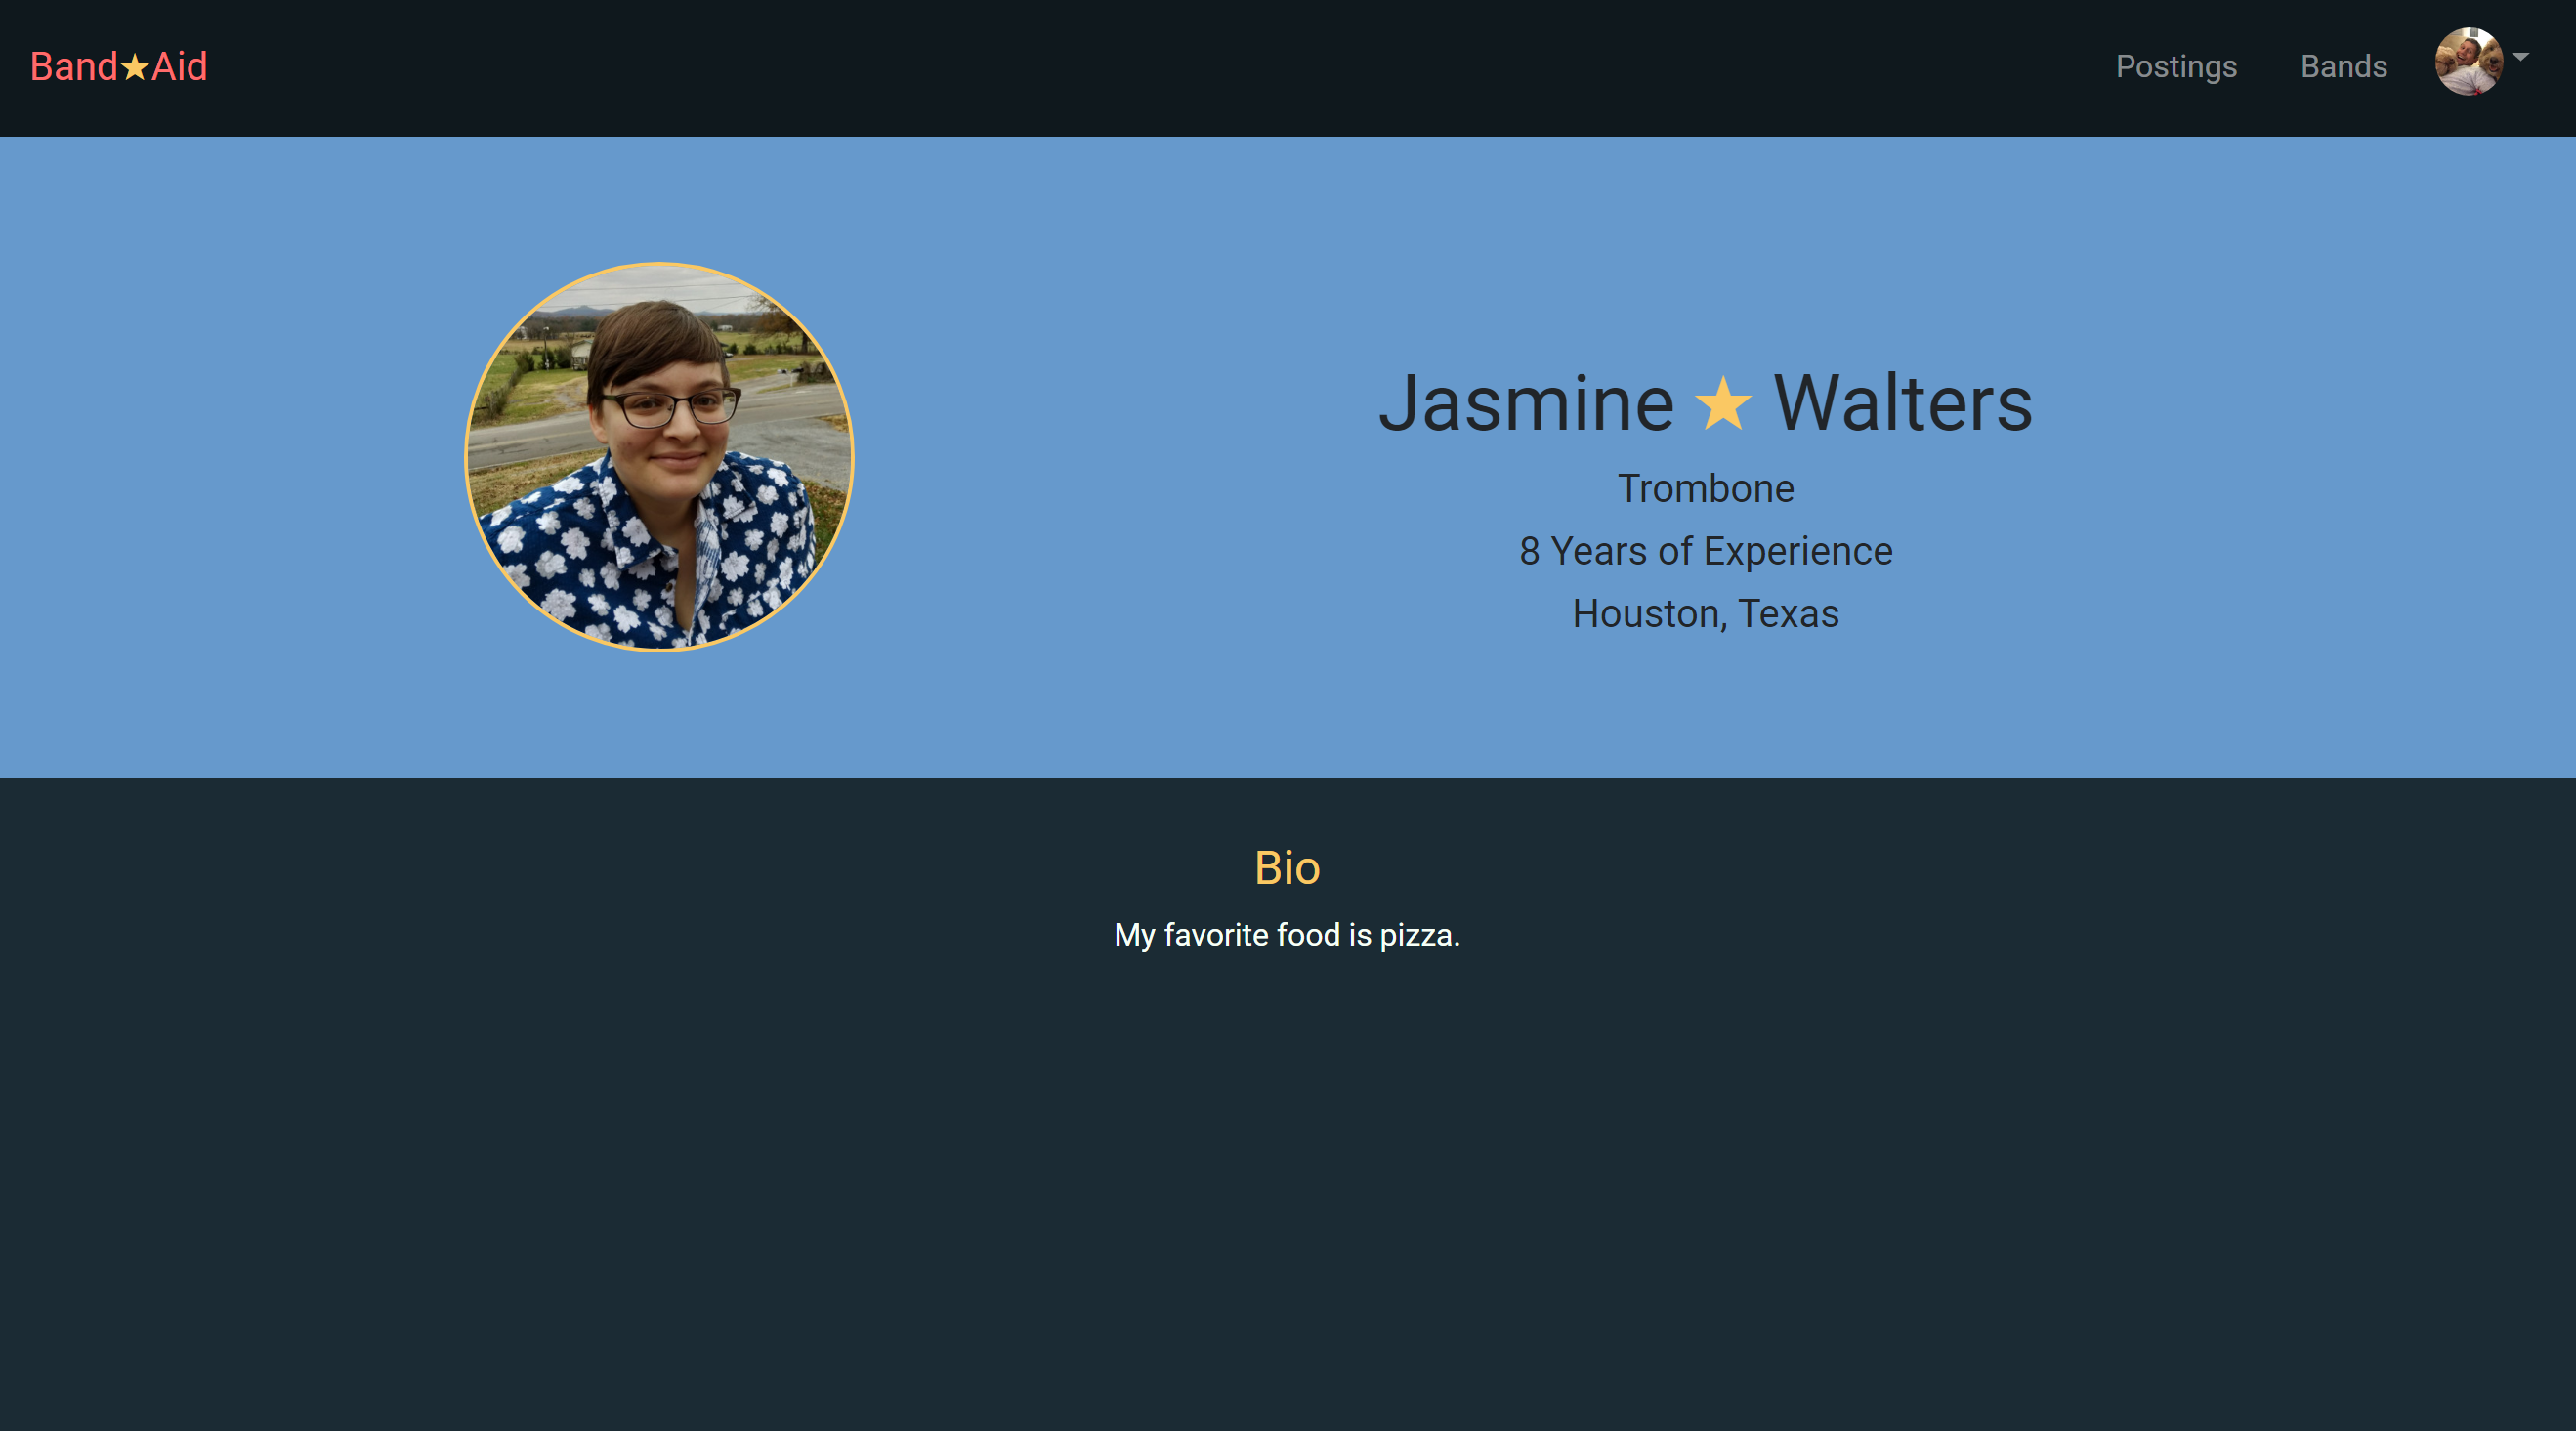 Band★Aid
Postings
Bands
Jasmine ★ Walters
Trombone
8 Years of Experience
Houston, Texas
Bio
My favorite food is pizza.